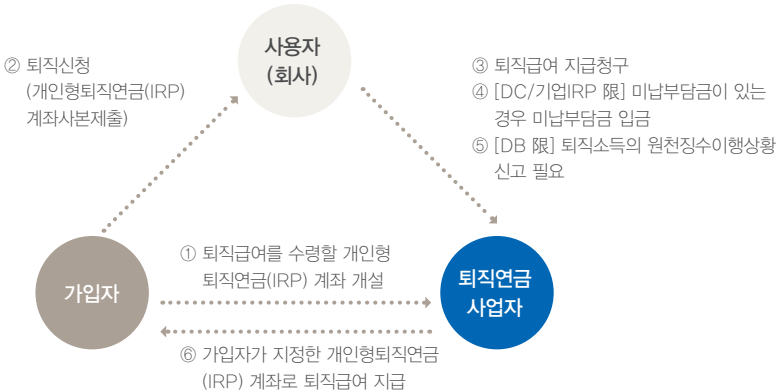 사용자
(회사)
② 퇴직신청
(개인형퇴직연금(IRP)
계좌사본제출)
③ 퇴직급여 지급청구
④ [DC/기업IRP 限] 미납부담금이 있는
경우 미납부담금 입금
⑤ [DB 限] 퇴직소득의 원천징수이행상황
신고 필요
가입자
① 퇴직급여를 수령할 개인형
퇴직연금(IRP) 계좌 개설
퇴직연금
사업자
⑥ 가입자가 지정한 개인형퇴직연금
(IRP) 계좌로 퇴직급여 지급